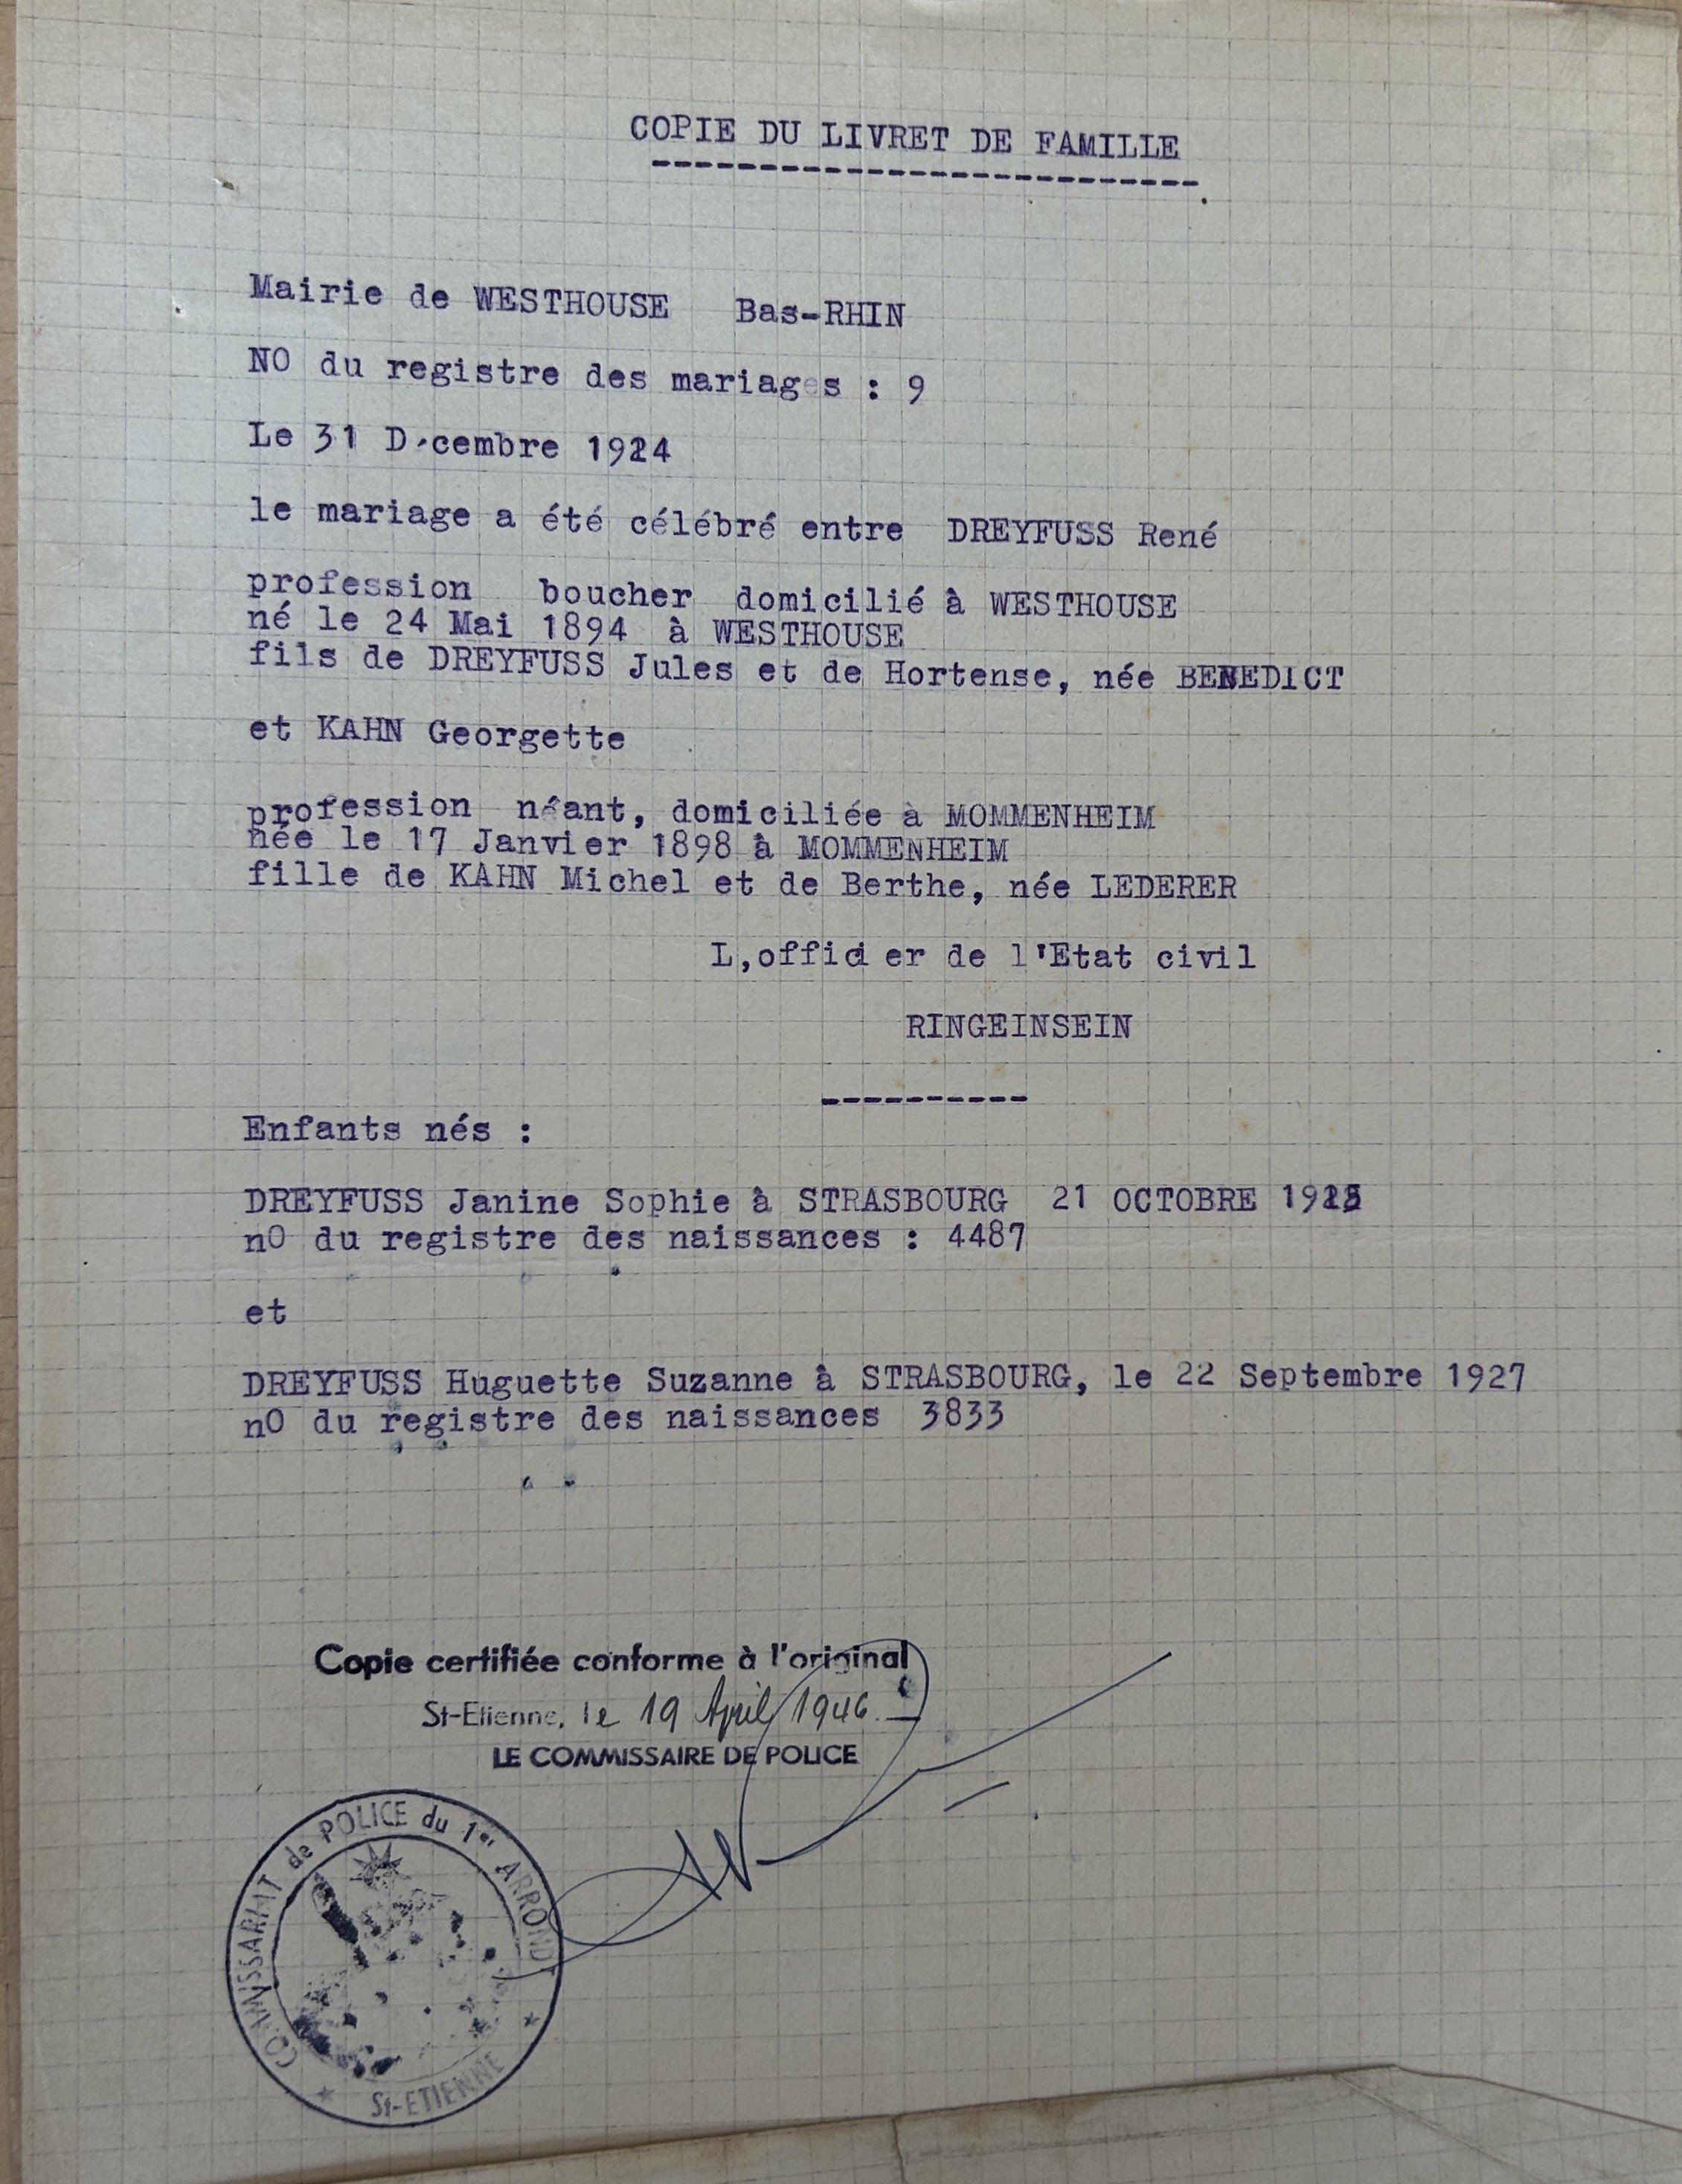 COPIE DU LIVRET DE FAMILLE
Mairie de WESTHOUSE Bas-RHIN
NO du registre des mariages : 9
Le 31 Décembre 1924
le mariage a été célébré entre DREYFUSS René
profession boucher domicilié à WESTHOUSE
né le 24 Mai 1894 à WESTHOUSE
fils de DREYFUSS Jules et de Hortense, née BENEDICT
et KAHN Georgette
profession néant, domiciliée à MOMMENHEIM
née le 17 Janvier 1898 à MOMMENHEIM
fille de KAHN Michel et de Berthe, née LEDERER
L,officier de l'Etat civil
RINGEINSEIN
----------
Enfants nés :
DREYFUSS Janine Sophie à STRASBOURG 21 OCTOBRE 1925
nO du registre des naissances : 4487
et
DREYFUSS Huguette Suzanne à STRASBOURG, le 22 Septembre 1927
nO du registre des naissances 3833
Copie certifiée conforme à l'original
St-Etienne, le 19 April 1946
LE COMMISSAIRE DE POLICE
COMMISSARIAT de POLICE du 1er ARRONDT
St-ETIENNE